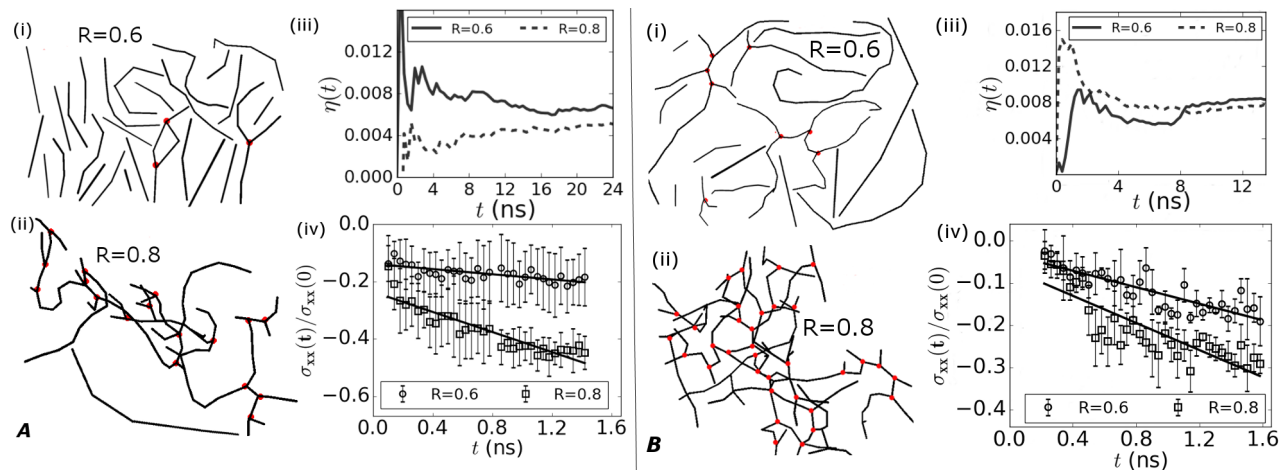 (i)
R=0.6
(iii)
R=0.6
R=0.8
0.016
0.012
0.008
0.004
0.000
η(t)
0 4 8 12 16 20 24
t (ns)
(ii)
R=0.8
A
(iv)
0.0
−0.2
−0.4
−0.6
σxx(t)/σxx(0)
R=0.6
R=0.8
0.0 0.4 0.8 1.2 1.6
t (ns)
(i)
R=0.6
(iii)
R=0.6
R=0.8
0.016
0.012
0.008
0.004
η(t)
0 4 8 12
t (ns)
(ii)
R=0.8
B
(iv)
0.0
−0.1
−0.2
−0.3
−0.4
σxx(t)/σxx(0)
R=0.6
R=0.8
0.0 0.4 0.8 1.2 1.6
t (ns)